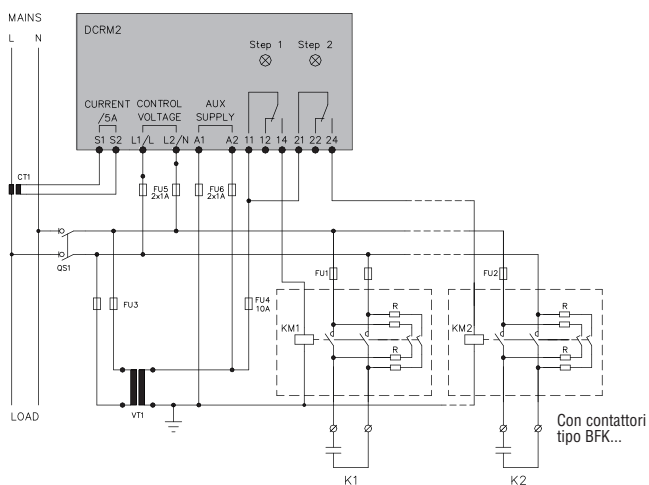 MAINS
L N
DCRM2
Step 1 Step 2
CURRENT /5A
CONTROL VOLTAGE
AUX SUPPLY
S1 S2 L1/L L2/N A1 A2 11 12 14 21 22 24
CT1
FU5 2x1A
FU6 2x1A
QS1
FU1
FU2
FU3
FU4 10A
R
R
KM1
R
R
KM2
VT1
LOAD
Con contattori
tipo BFK...
K1 K2